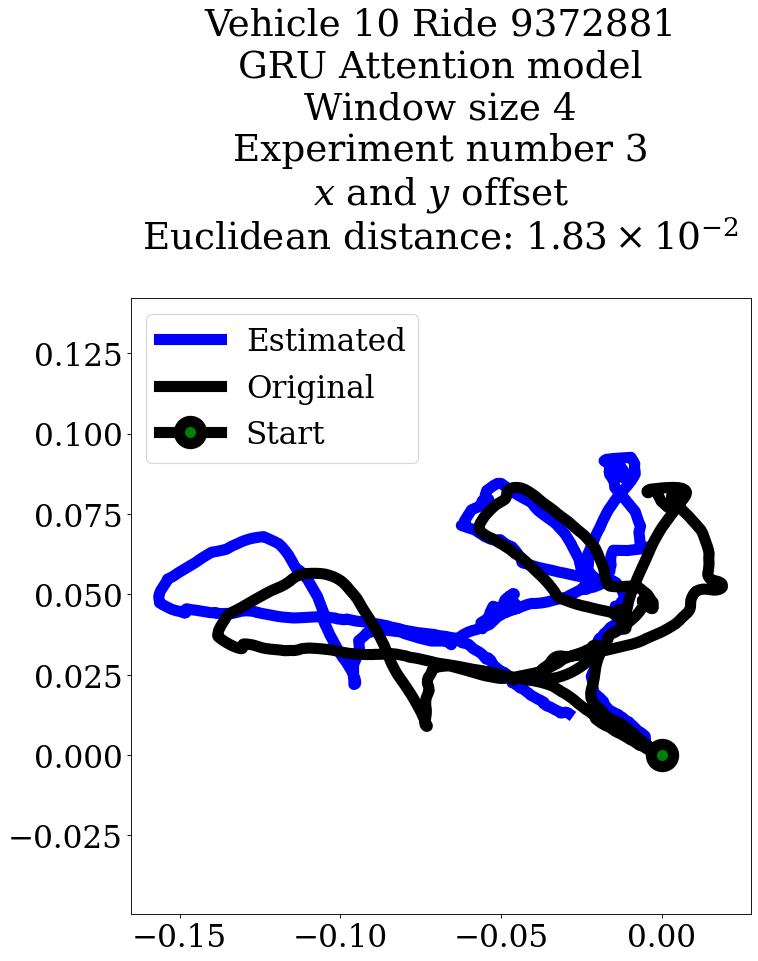 Vehicle 10 Ride 9372881
GRU Attention model
Window size 4
Experiment number 3
x and y offset
Euclidean distance: 1.83 × 10⁻²
Estimated
Original
Start
0.125
0.100
0.075
0.050
0.025
0.000
−0.025
−0.15 −0.10 −0.05 0.00